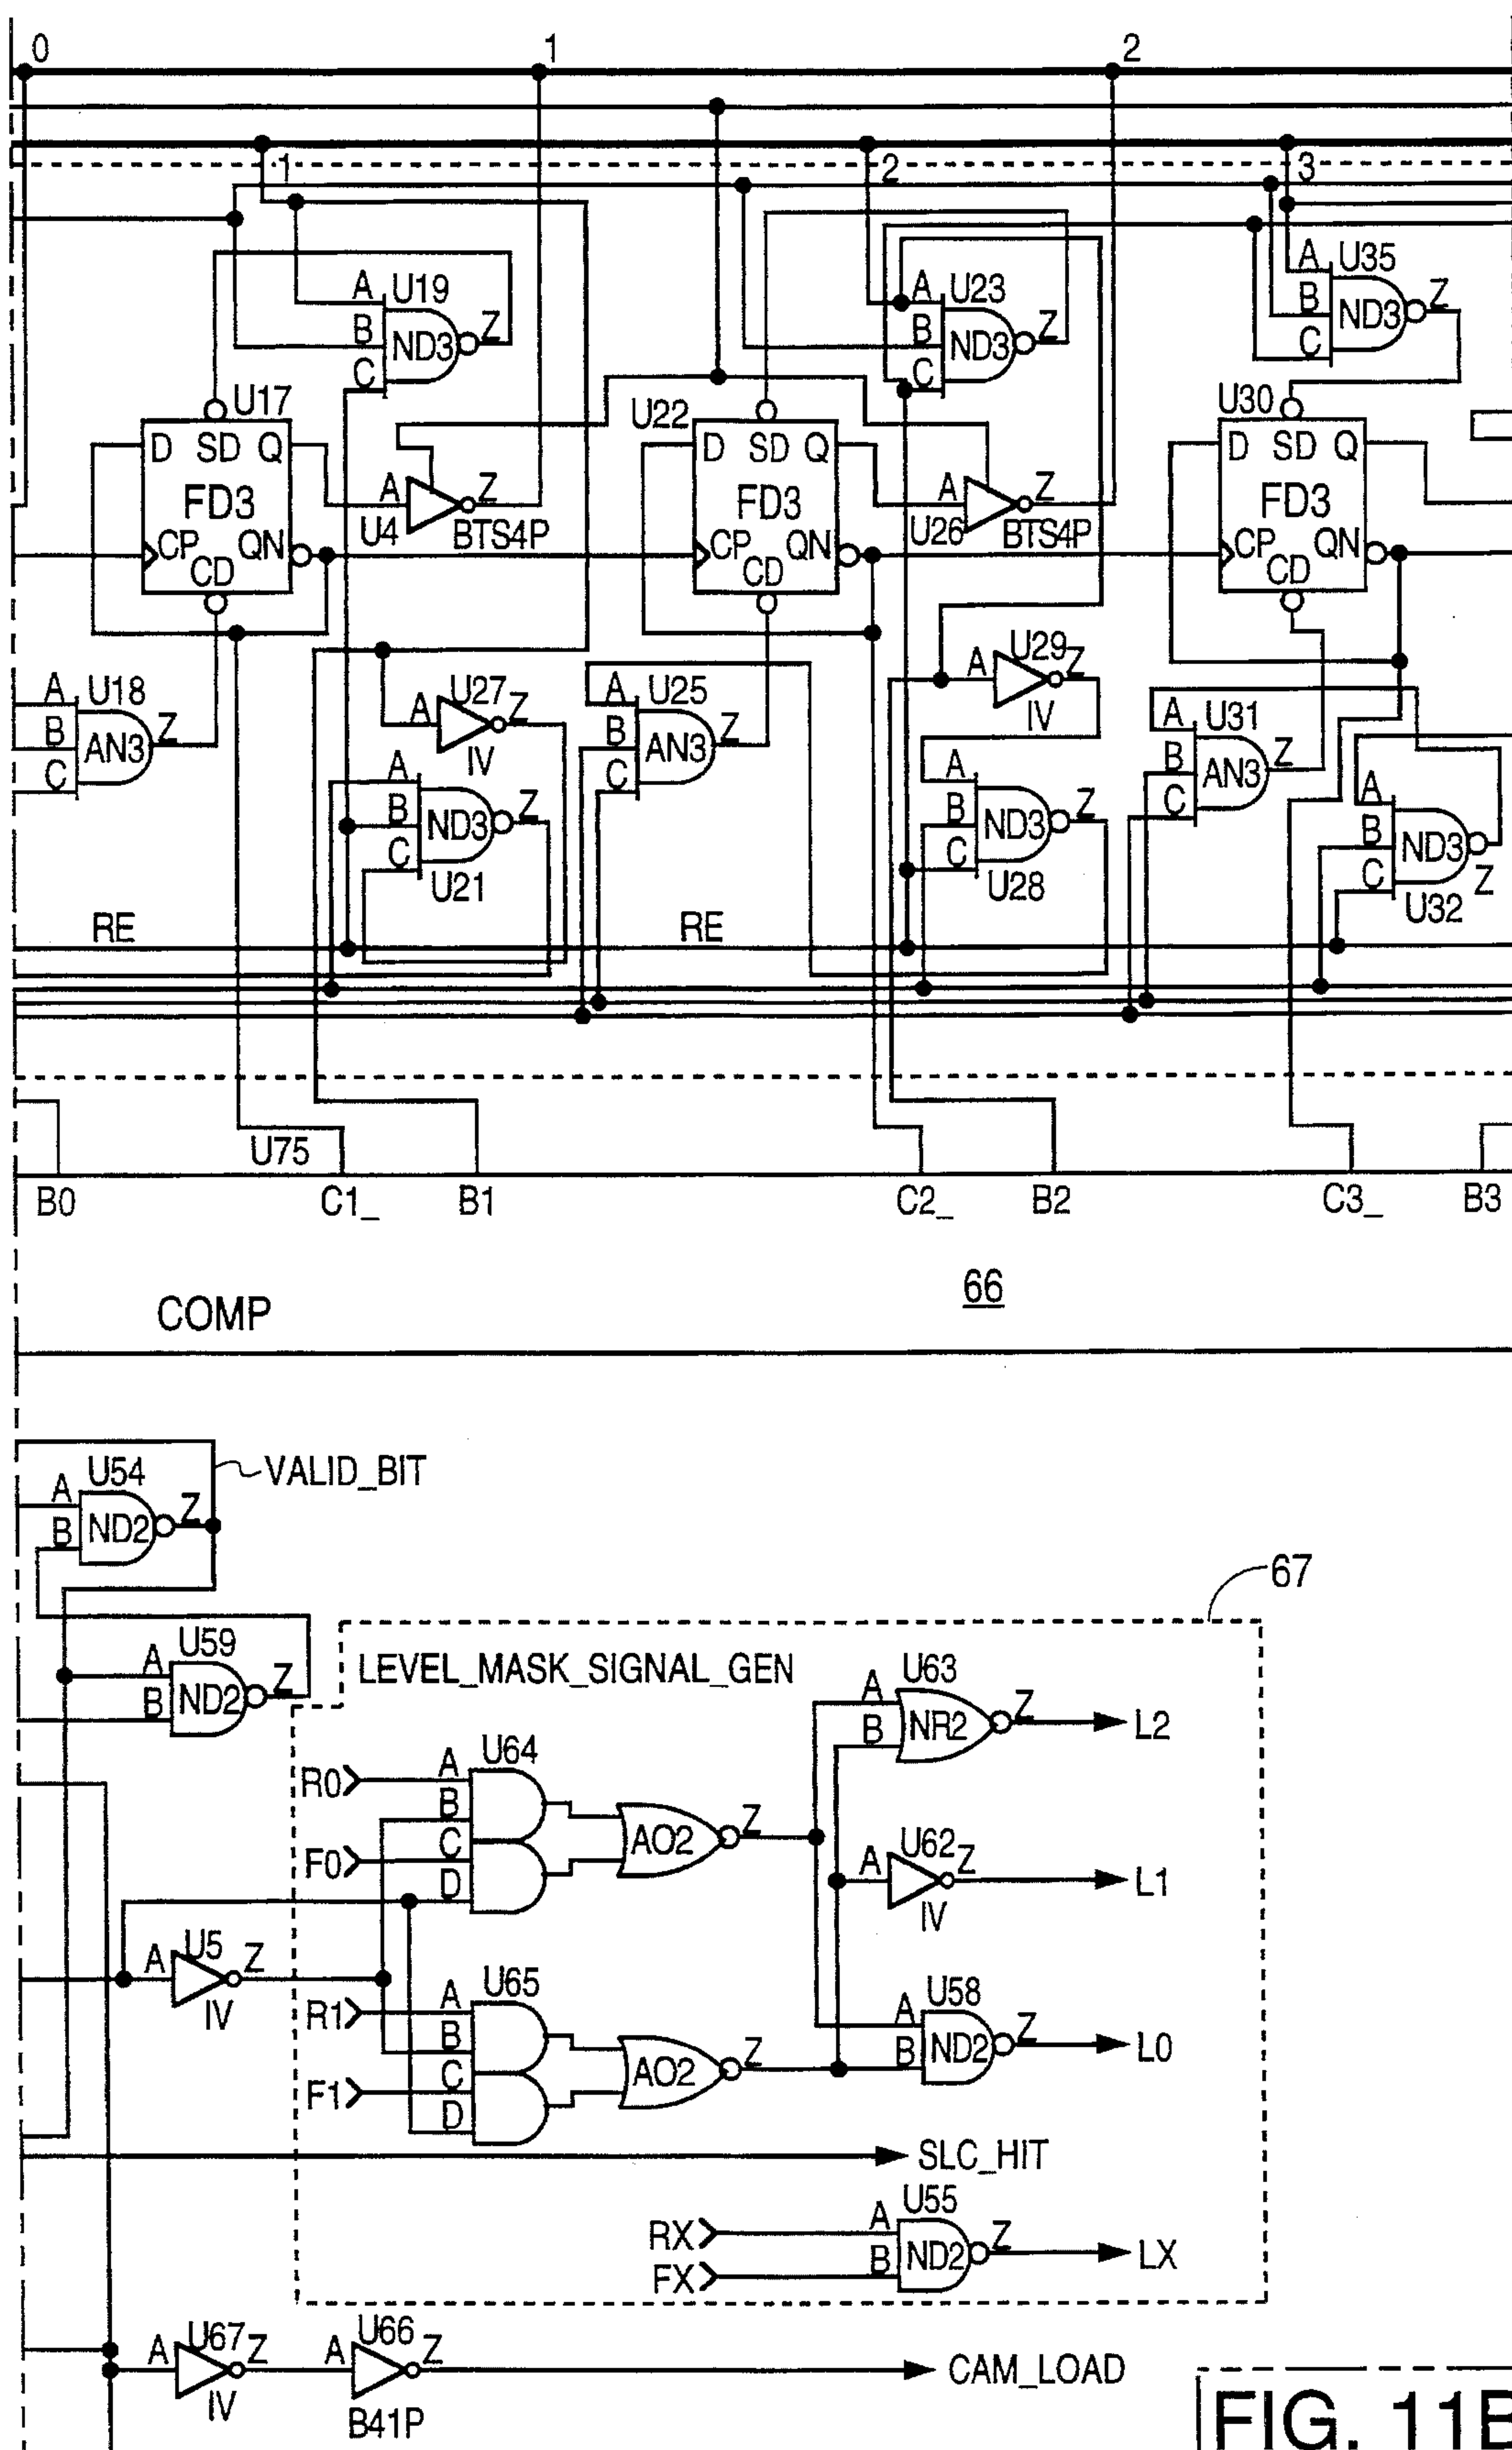 0 1 2
1 2 3
A U19 A U23 A U35
B ND3 Z B ND3 Z B ND3 Z
C C C
U17 U22 U30
D SD Q D SD Q D SD Q
FD3 A Z FD3 A Z FD3
U4 BTS4P U26 BTS4P
CP QN CP QN CP QN
CD CD CD
A U18 A U27 Z A U25 A U29 Z A U31
B AN3 Z IV B AN3 Z IV B AN3 Z
C C C
A A A
B ND3 Z B ND3 Z B ND3 Z
C U21 C U28 C U32
RE RE
U75
B0 C1_ B1 C2_ B2 C3_ B3
66
COMP
VALID_BIT
U54
A
B ND2 Z
67
U59
A
B ND2 Z
LEVEL_MASK_SIGNAL_GEN
U63
A
B NR2 Z L2
U64
R0 A
B
AO2 Z
F0 C
D
U62
A Z L1
IV
U5
A Z
IV
U65
R1 A
B
AO2 Z
F1 C
D
U58
A
B ND2 Z L0
SLC_HIT
U55
RX A
ND2 Z LX
FX B
U67 U66
A Z A Z CAM_LOAD
IV B41P
FIG. 11B